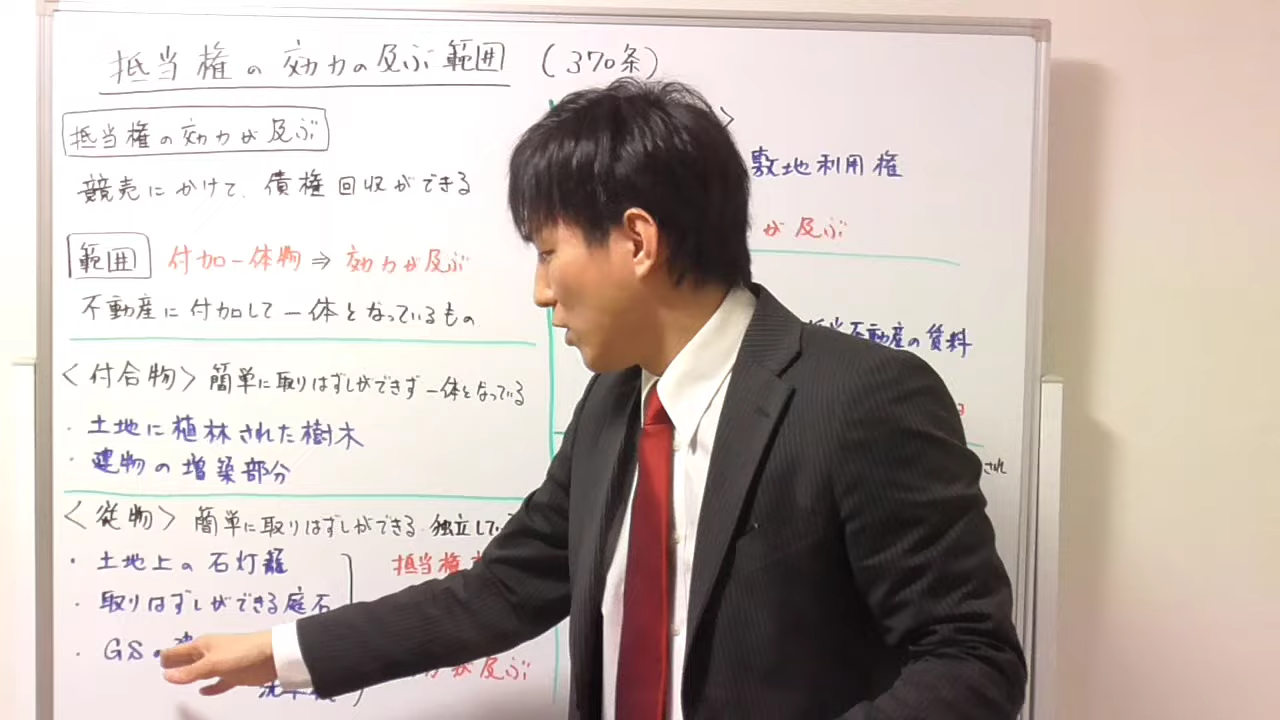 抵当権の効力の及ぶ範囲 (370条)
抵当権の効力が及ぶ
競売にかけて、債権回収ができる
範囲 付加一体物⇒ 効力が及ぶ
不動産に付加して一体となっているもの
<付合物> 簡単に取りはずしができず一体となっている
・土地に植林された樹木
・建物の増築部分
<従物> 簡単に取りはずしができる 独立して
・土地上の石灯籠
・取りはずしができる庭石
・GSの
抵当権
が及ぶ
>
敷地利用権
が及ぶ
不動産の賃料
され